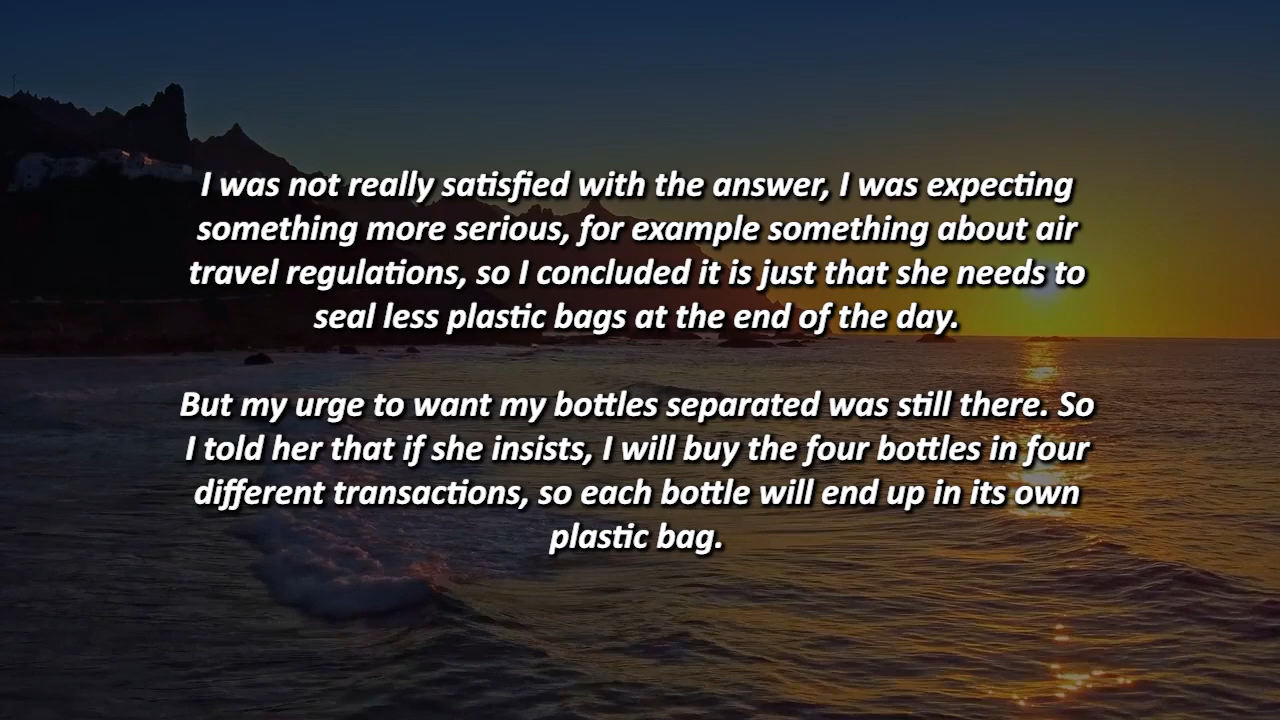 I was not really satisfied with the answer, I was expecting
something more serious, for example something about air
travel regulations, so I concluded it is just that she needs to
seal less plastic bags at the end of the day.
But my urge to want my bottles separated was still there. So
I told her that if she insists, I will buy the four bottles in four
different transactions, so each bottle will end up in its own
plastic bag.